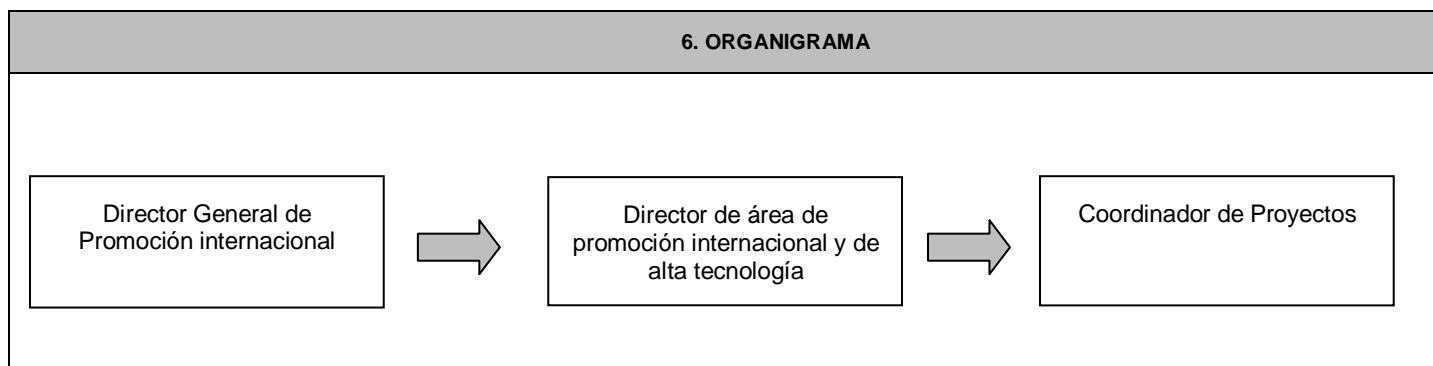 6. ORGANIGRAMA
Director General de
Promoción internacional
Director de área de
promoción internacional y de
alta tecnología
Coordinador de Proyectos